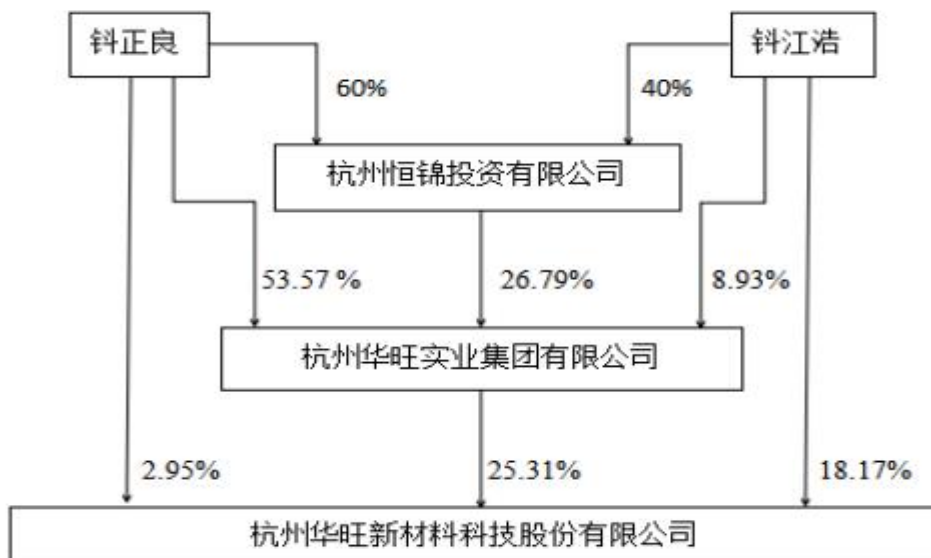 钭正良
钭江浩
60%
40%
杭州恒锦投资有限公司
53.57 %
26.79%
8.93%
杭州华旺实业集团有限公司
2.95%
25.31%
18.17%
杭州华旺新材料科技股份有限公司